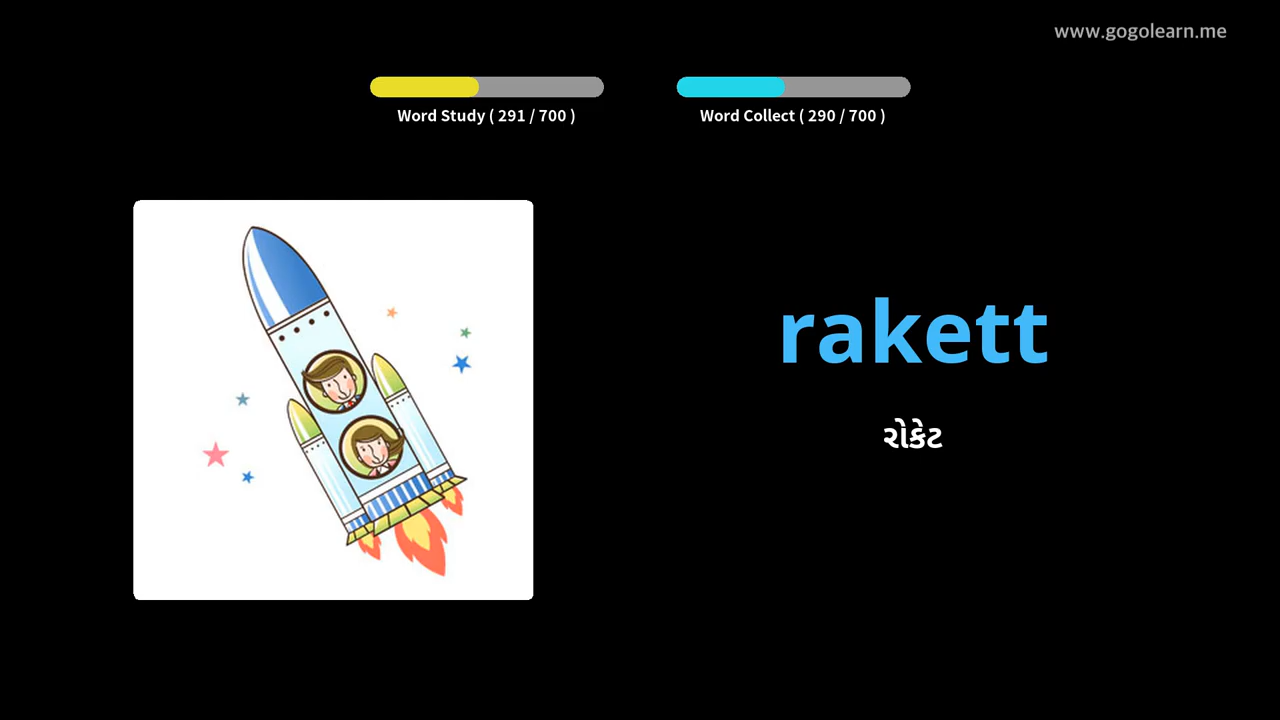 www.gogolearn.me
Word Study ( 291 / 700 )
Word Collect ( 290 / 700 )
rakett
રોકેટ